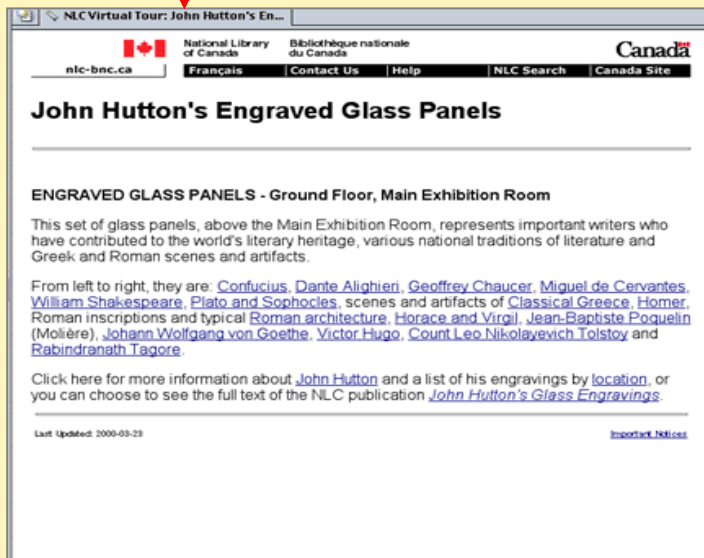 NLC Virtual Tour: John Hutton's En...
National Library of Canada Bibliothèque nationale du Canada Canada
nlc-bnc.ca Français Contact Us Help NLC Search Canada Site
John Hutton's Engraved Glass Panels
ENGRAVED GLASS PANELS - Ground Floor, Main Exhibition Room
This set of glass panels, above the Main Exhibition Room, represents important writers who
have contributed to the world's literary heritage, various national traditions of literature and
Greek and Roman scenes and artifacts.
From left to right, they are: Confucius, Dante Alighieri, Geoffrey Chaucer, Miguel de Cervantes,
William Shakespeare, Plato and Sophocles, scenes and artifacts of Classical Greece, Homer,
Roman inscriptions and typical Roman architecture, Horace and Virgil, Jean-Baptiste Poquelin
(Molière), Johann Wolfgang von Goethe, Victor Hugo, Count Leo Nikolayevich Tolstoy and
Rabindranath Tagore.
Click here for more information about John Hutton and a list of his engravings by location, or
you can choose to see the full text of the NLC publication John Hutton's Glass Engravings.
Last Updated: 2000-03-23 Important Notices